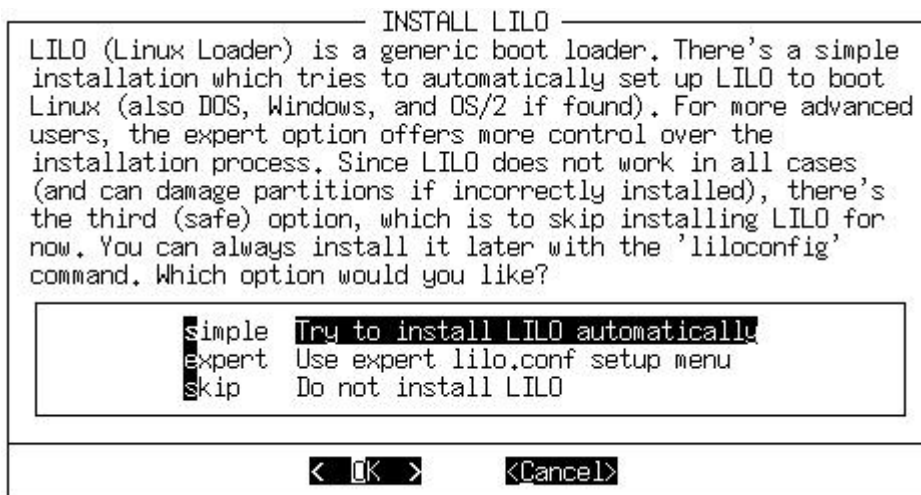 INSTALL LILO
LILO (Linux Loader) is a generic boot loader. There's a simple
installation which tries to automatically set up LILO to boot
Linux (also DOS, Windows, and OS/2 if found). For more advanced
users, the expert option offers more control over the
installation process. Since LILO does not work in all cases
(and can damage partitions if incorrectly installed), there's
the third (safe) option, which is to skip installing LILO for
now. You can always install it later with the 'liloconfig'
command. Which option would you like?
simple Try to install LILO automatically
expert Use expert lilo.conf setup menu
skip Do not install LILO
< OK > <Cancel>